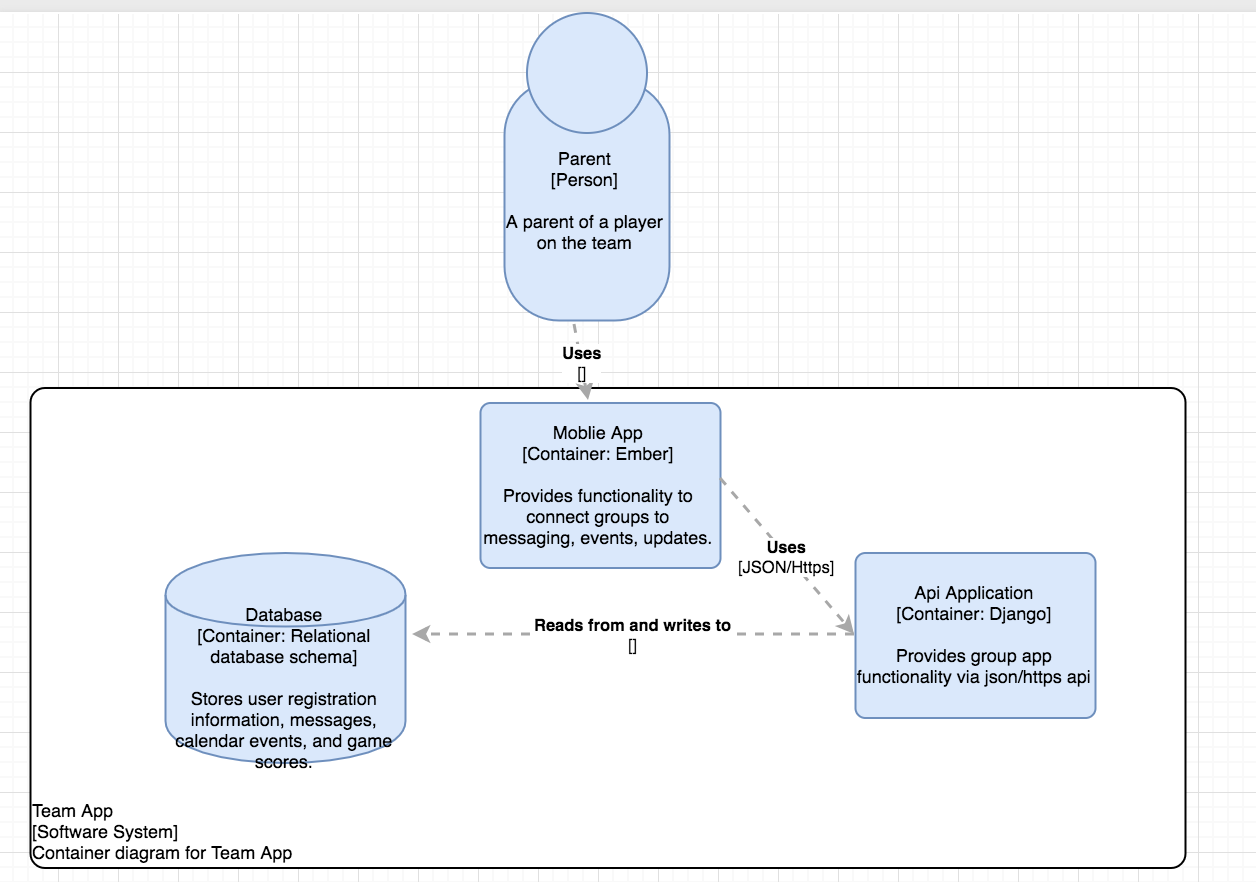 Parent
[Person]
A parent of a player
on the team
Uses
[]
Moblie App
[Container: Ember]
Provides functionality to
connect groups to
messaging, events, updates.
Uses
[JSON/Https]
Api Application
[Container: Django]
Provides group app
functionality via json/https api
Reads from and writes to
[]
Database
[Container: Relational
database schema]
Stores user registration
information, messages,
calendar events, and game
scores.
Team App
[Software System]
Container diagram for Team App